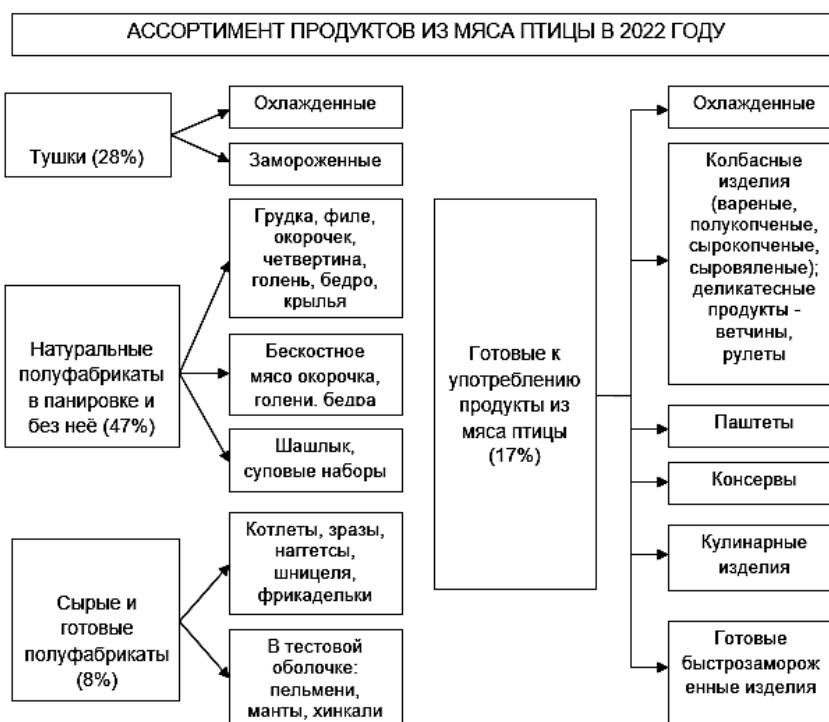 АССОРТИМЕНТ ПРОДУКТОВ ИЗ МЯСА ПТИЦЫ В 2022 ГОДУ
Тушки (28%)
Охлажденные
Замороженные
Натуральные
полуфабрикаты
в панировке и
без неё (47%)
Грудка, филе,
окорочек,
четвертина,
голень, бедро,
крылья
Бескостное
мясо окорочка,
голени, бедра
Шашлык,
суповые наборы
Сырые и
готовые
полуфабрикаты
(8%)
Котлеты, зразы,
наггетсы,
шницеля,
фрикадельки
В тестовой
оболочке:
пельмени,
манты, хинкали
Готовые к
употреблению
продукты из
мяса птицы
(17%)
Охлажденные
Колбасные
изделия
(вареные,
полукопченые,
сырокопченые,
сыровяленые);
деликатесные
продукты -
ветчины,
рулеты
Паштеты
Консервы
Кулинарные
изделия
Готовые
быстрозаморож
енные изделия